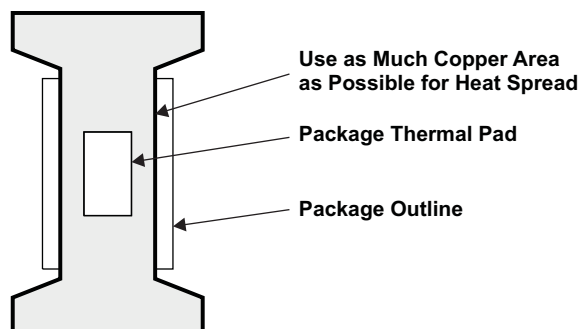 Use as Much Copper Area
as Possible for Heat Spread
Package Thermal Pad
Package Outline